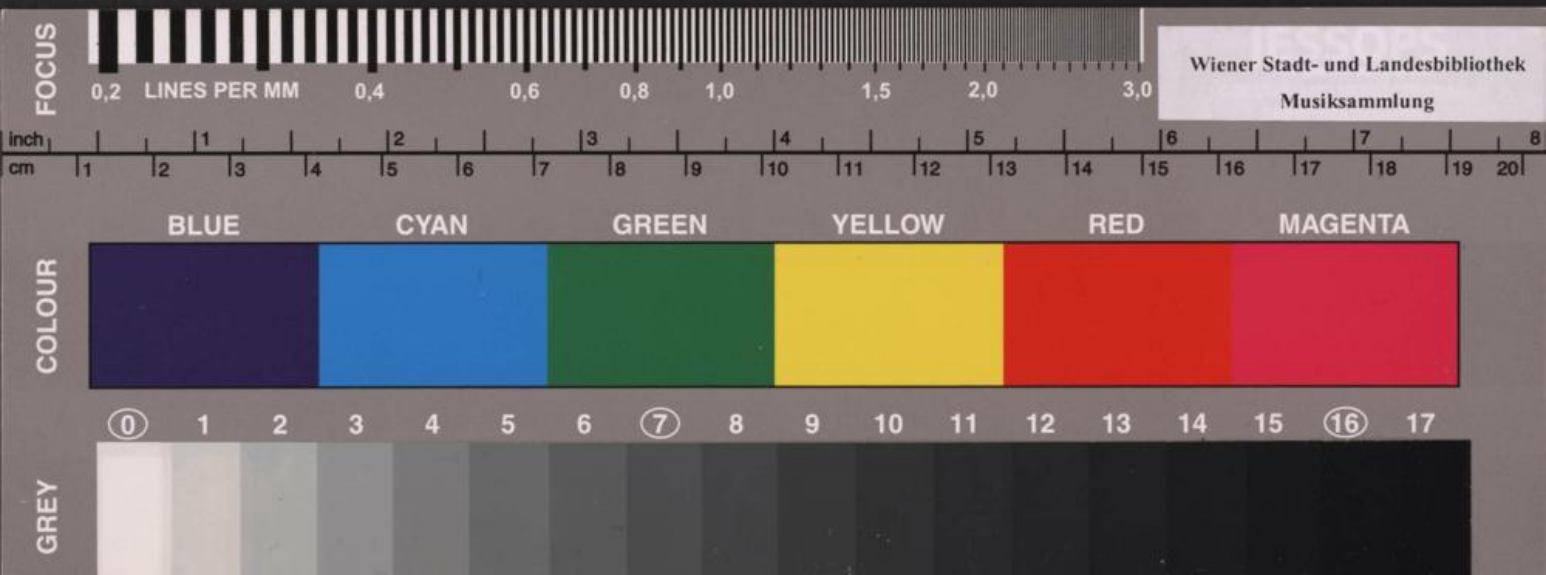 FOCUS
0,2 LINES PER MM 0,4 0,6 0,8 1,0 1,5 2,0 3,0
JESSOPS
Wiener Stadt- und Landesbibliothek
Musiksammlung
inch 1 2 3 4 5 6 7 8
cm 1 2 3 4 5 6 7 8 9 10 11 12 13 14 15 16 17 18 19 20
COLOUR
BLUE CYAN GREEN YELLOW RED MAGENTA
0 1 2 3 4 5 6 7 8 9 10 11 12 13 14 15 16 17
GREY